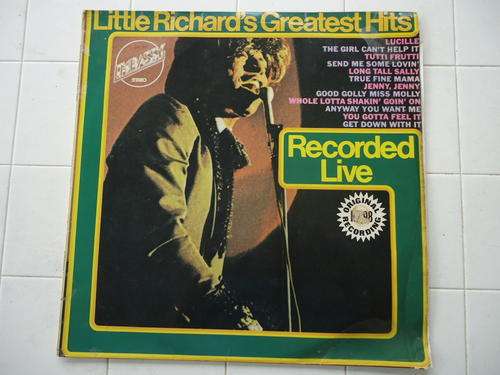 Little Richard's Greatest Hits
EMBASSY
STEREO
LUCILLE
THE GIRL CAN'T HELP IT
TUTTI FRUTTI
SEND ME SOME LOVIN'
LONG TALL SALLY
TRUE FINE MAMA
JENNY, JENNY
GOOD GOLLY MISS MOLLY
WHOLE LOTTA SHAKIN' GOIN' ON
ANYWAY YOU WANT ME
YOU GOTTA FEEL IT
GET DOWN WITH IT
Recorded
Live
ORIGINAL
RECORDING